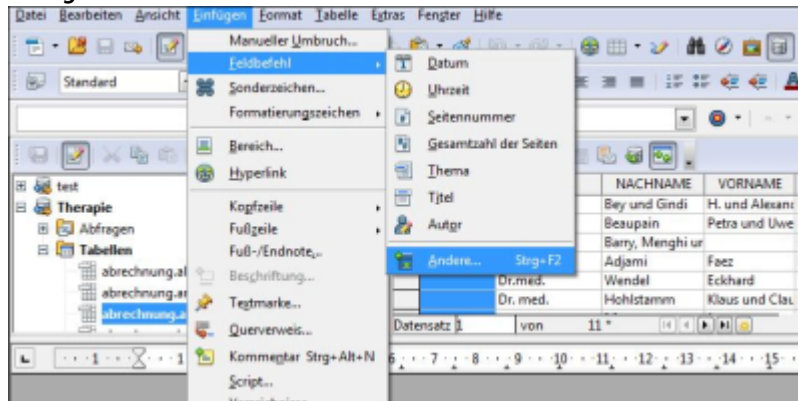 Datei Bearbeiten Ansicht Einfügen Format Tabelle Extras Fenster Hilfe
Manueller Umbruch...
Feldbefehl
Datum
Standard
Sonderzeichen...
Uhrzeit
Formatierungszeichen
Seitennummer
Bereich...
Gesamtzahl der Seiten
Hyperlink
Thema
test
NACHNAME VORNAME
Therapie
Kopfzeile
Titel
Bey und Gindi H. und Alexand
Abfragen
Fußzeile
Autor
Beaupain Petra und Uwe
Tabellen
Fuß-/Endnote...
Barry, Menghi ur
abrechnung.al
Beschriftung...
Andere... Strg+F2
Adjami Faez
abrechnung.ar
Textmarke...
Dr.med. Wendel Eckhard
abrechnung.a
Dr. med. Hohlstamm Klaus und Clau
Querverweis...
Datensatz 1 von 11 *
Kommentar Strg+Alt+N
1 1 6 7 8 9 10 11 12 13 14 15
Script...